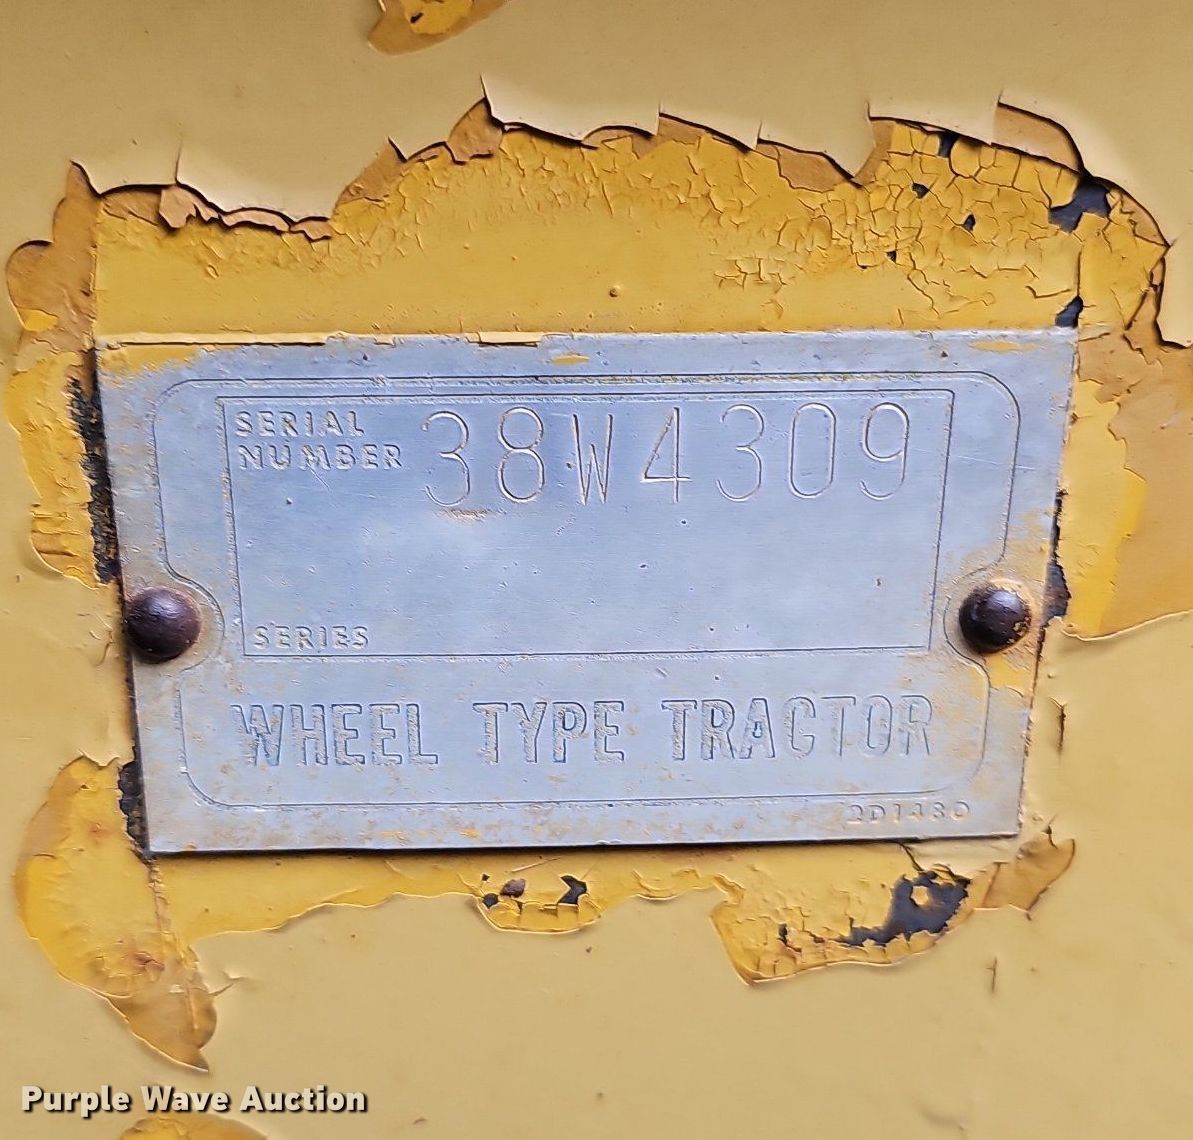 SERIAL
NUMBER 38W4309
SERIES
WHEEL TYPE TRACTOR
2D1480
Purple Wave Auction